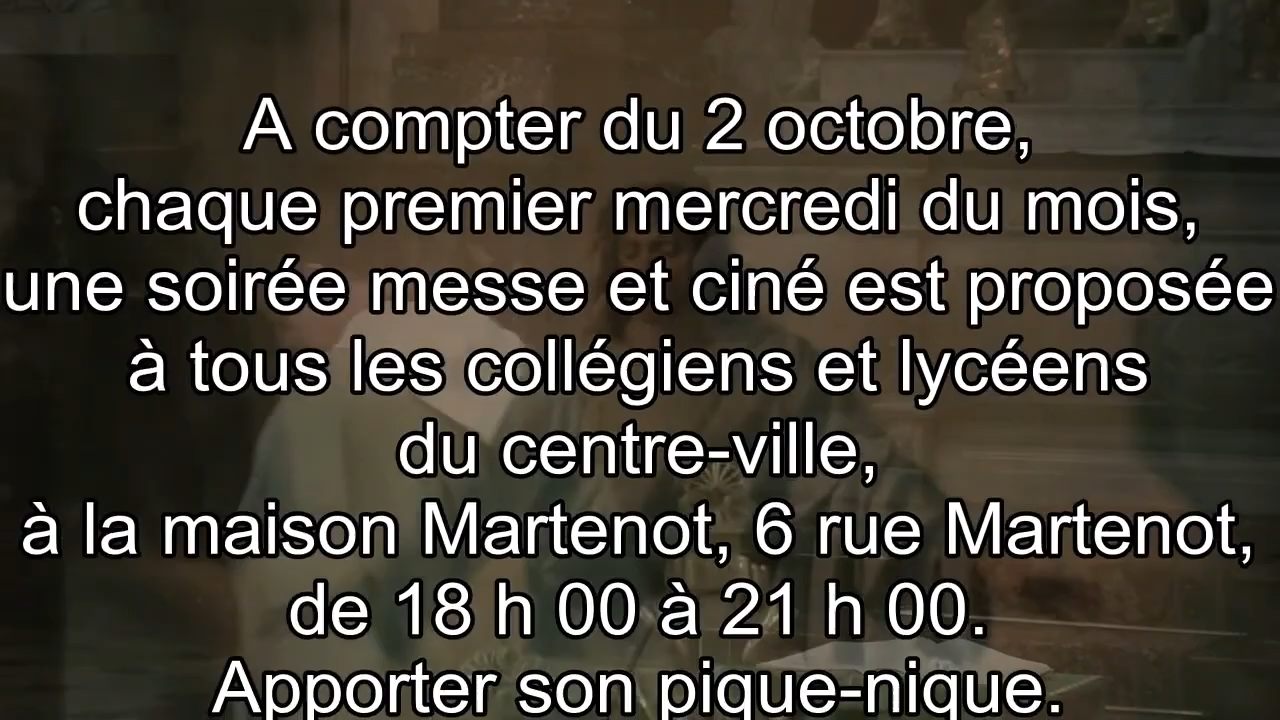 A compter du 2 octobre,
chaque premier mercredi du mois,
une soirée messe et ciné est proposée
à tous les collégiens et lycéens
du centre-ville,
à la maison Martenot, 6 rue Martenot,
de 18 h 00 à 21 h 00.
Apporter son pique-nique.